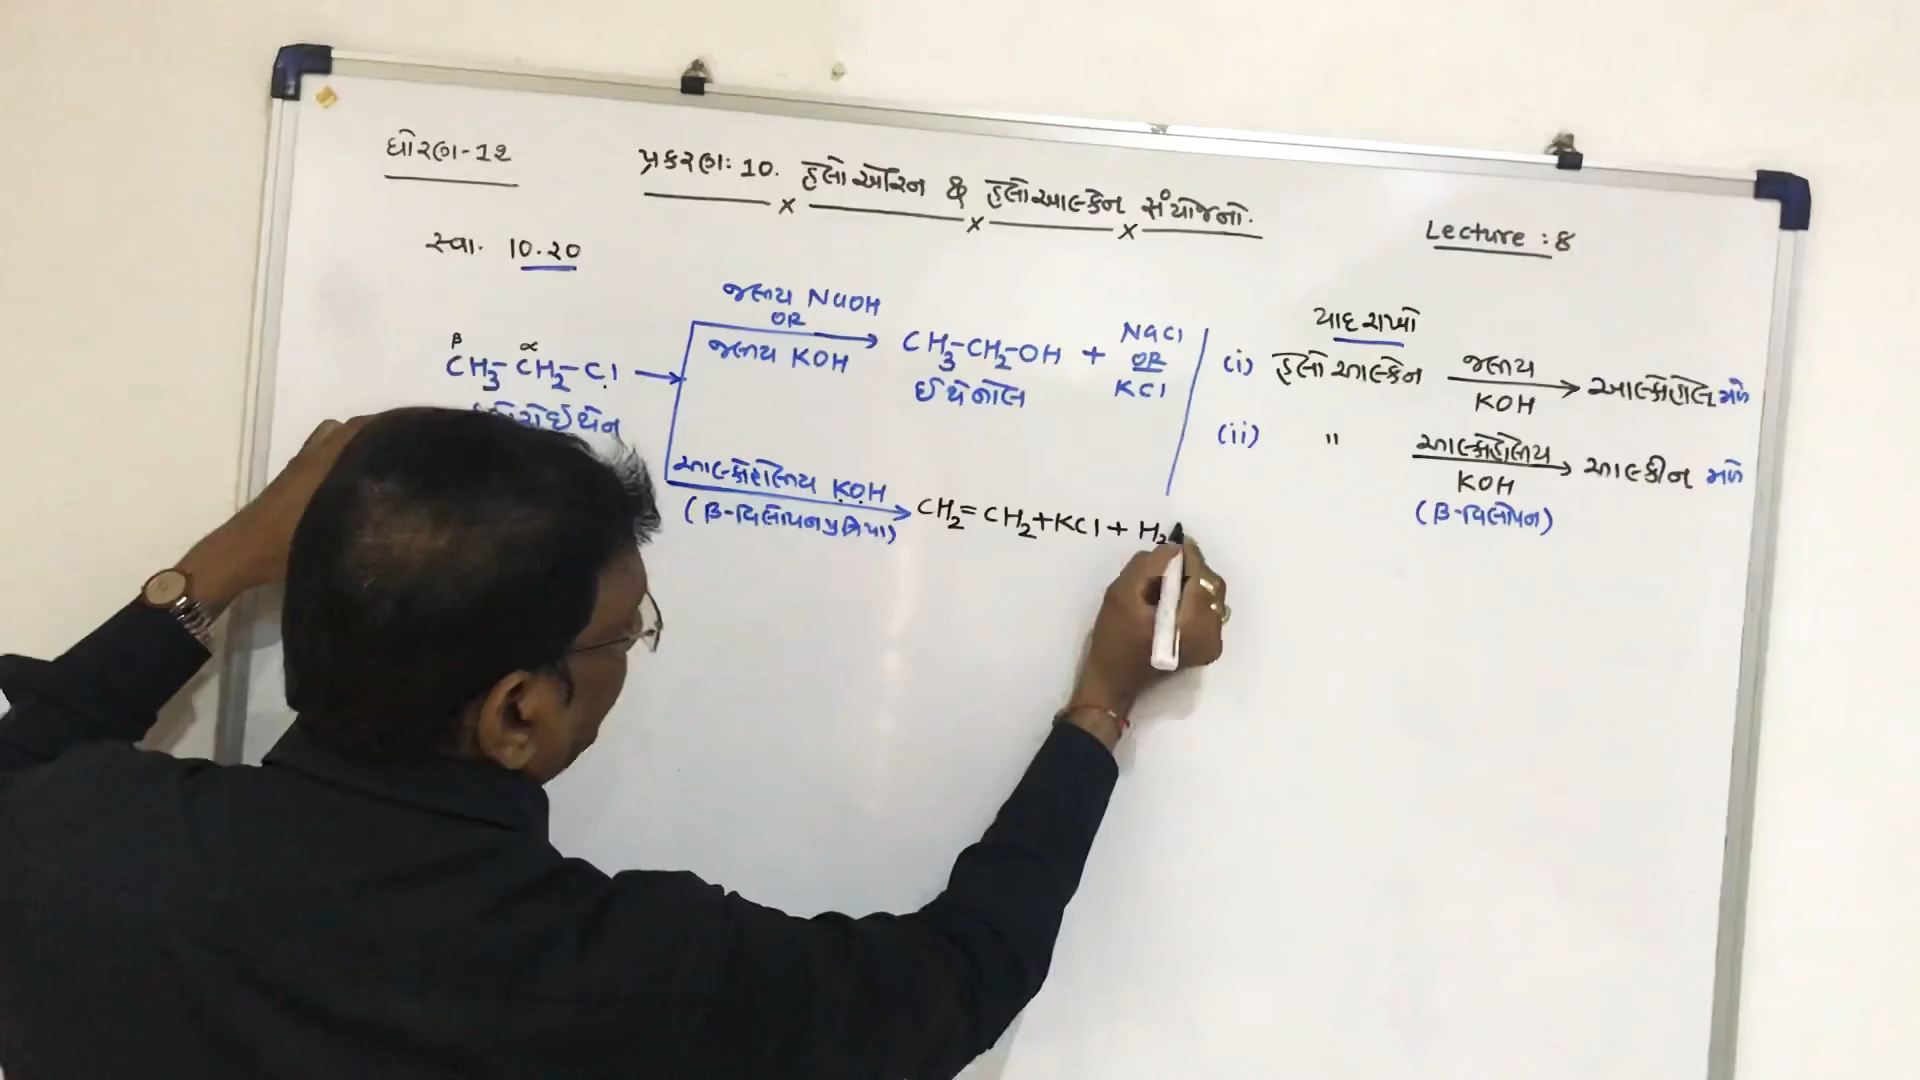 ધોરણ-12
પ્રકરણ: 10. હેલોએરિન & હેલોઆલ્કેન સંયોજનો.
Lecture : 8
સ્વા. 10.20
β α
CH3-CH2-Cl
જલીય NaOH
OR
જલીય KOH
CH3-CH2-OH +
ઈથેનોલ
NaCl
OR
KCl
આલ્કોહોલીય KOH
(β-વિલોપન પ્રક્રિયા)
CH2=CH2+KCl + H2
યાદ રાખો
(i) હેલોઆલ્કેન જલીય KOH આલ્કોહોલ મળે
(ii) " આલ્કોહોલીય KOH આલ્કીન મળે
(β-વિલોપન)